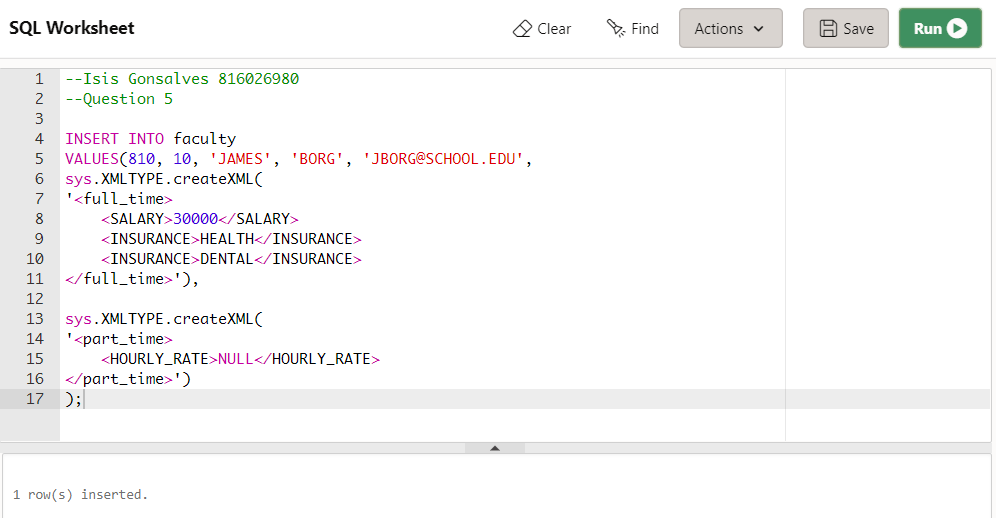 SQL Worksheet
Clear
Find
Actions
Save
Run
1 --Isis Gonsalves 816026980
2 --Question 5
3
4 INSERT INTO faculty
5 VALUES(810, 10, 'JAMES', 'BORG', 'JBORG@SCHOOL.EDU',
6 sys.XMLTYPE.createXML(
7 '<full_time>
8     <SALARY>30000</SALARY>
9     <INSURANCE>HEALTH</INSURANCE>
10     <INSURANCE>DENTAL</INSURANCE>
11 </full_time>'),
12
13 sys.XMLTYPE.createXML(
14 '<part_time>
15     <HOURLY_RATE>NULL</HOURLY_RATE>
16 </part_time>')
17 );
1 row(s) inserted.